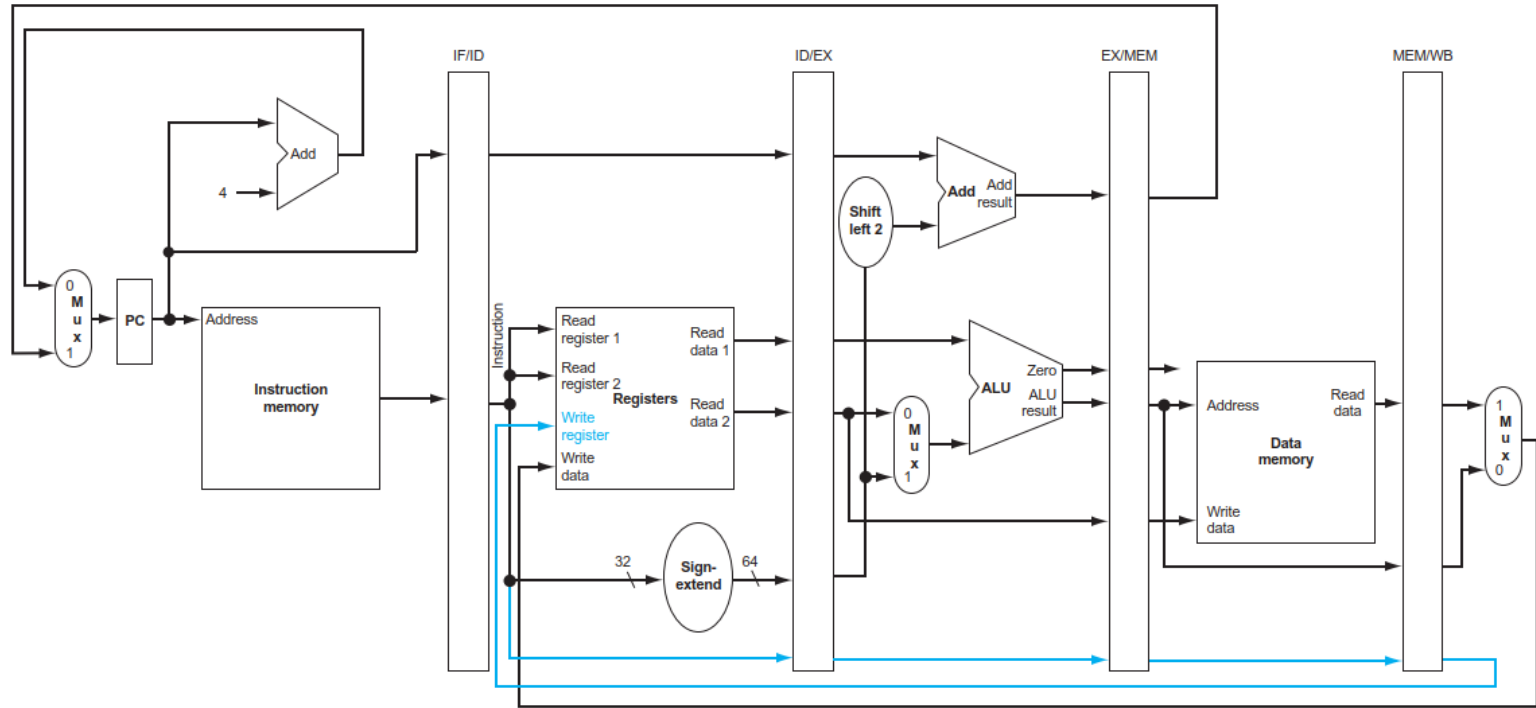 IF/ID
ID/EX
EX/MEM
MEM/WB
Add
4
Shift
left 2
Add
Add
result
0
M
u
x
1
PC
Address
Instruction
memory
Instruction
Read
register 1
Read
register 2
Registers
Write
register
Write
data
Read
data 1
Read
data 2
0
M
u
x
1
Zero
ALU
ALU
result
Address
Read
data
Data
memory
Write
data
1
M
u
x
0
32
Sign-
extend
64